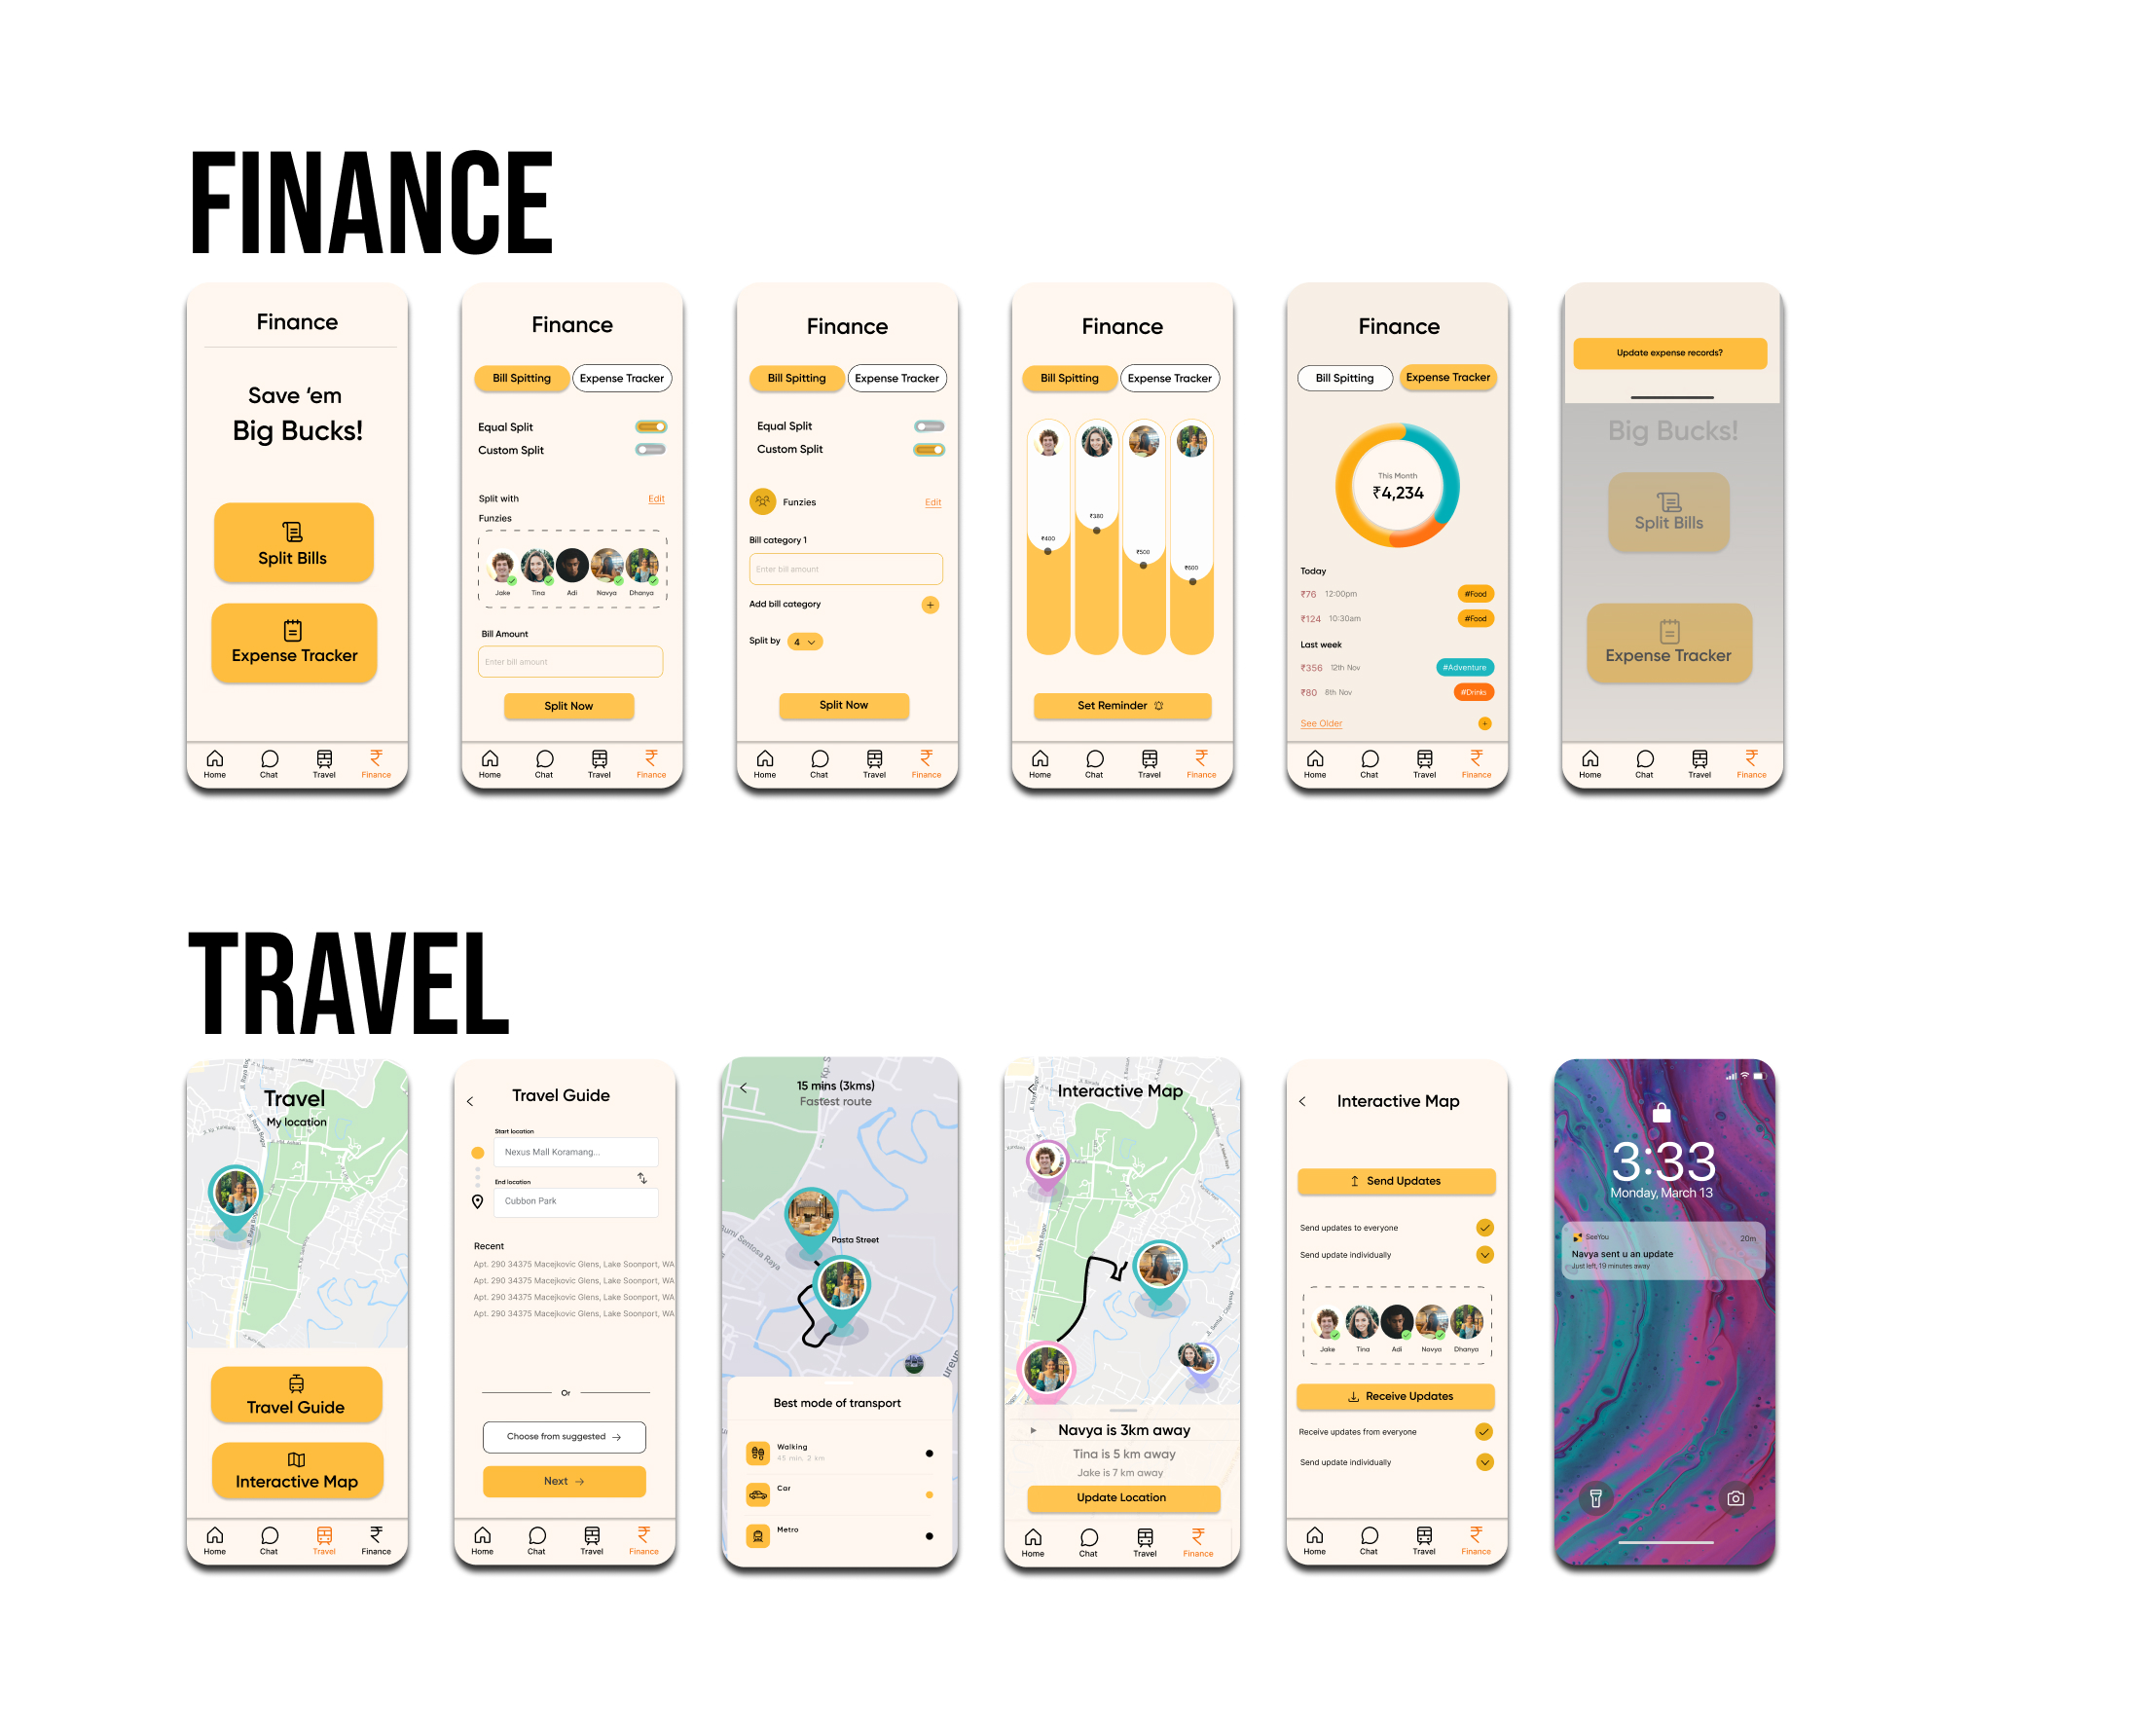 FINANCE
Finance
Save ‘em
Big Bucks!
Split Bills
Expense Tracker
Home Chat Travel Finance
Finance
Bill Spitting Expense Tracker
Equal Split
Custom Split
Split with Edit
Funzies
Jake Tina Adi Navya Dhanya
Bill Amount
Enter bill amount
Split Now
Home Chat Travel Finance
Finance
Bill Spitting Expense Tracker
Equal Split
Custom Split
Funzies Edit
Bill category 1
Enter bill amount
Add bill category
Split by 4
Split Now
Home Chat Travel Finance
Finance
Bill Spitting Expense Tracker
₹380
₹400
₹500
₹600
Set Reminder
Home Chat Travel Finance
Finance
Bill Spitting Expense Tracker
This Month
₹4,234
Today
₹76 12:00pm #Food
₹124 10:30am #Food
Last week
₹356 12th Nov #Adventure
₹80 8th Nov #Drinks
See Older
Home Chat Travel Finance
Update expense records?
Big Bucks!
Split Bills
Expense Tracker
Home Chat Travel Finance
TRAVEL
Travel
My location
Jl. Raya Bogor
Travel Guide
Interactive Map
Home Chat Travel Finance
Travel Guide
Start location
Nexus Mall Koramang...
End location
Cubbon Park
Recent
Apt. 290 34375 Macejkovic Glens, Lake Soonport, WA
Apt. 290 34375 Macejkovic Glens, Lake Soonport, WA
Apt. 290 34375 Macejkovic Glens, Lake Soonport, WA
Apt. 290 34375 Macejkovic Glens, Lake Soonport, WA
Or
Choose from suggested
Next
Home Chat Travel Finance
15 mins (3kms)
Fastest route
Pasta Street
Sentosa Raya
Best mode of transport
Walking
45 min, 2 km
Car
Metro
Interactive Map
Jl. Raya Bogor
Navya is 3km away
Tina is 5 km away
Jake is 7 km away
Update Location
Home Chat Travel Finance
Interactive Map
Send Updates
Send updates to everyone
Send update individually
Jake Tina Adi Navya Dhanya
Receive Updates
Receive updates from everyone
Send update individually
Home Chat Travel Finance
3:33
Monday, March 13
SeeYou 20m
Navya sent u an update
Just left, 19 minutes away